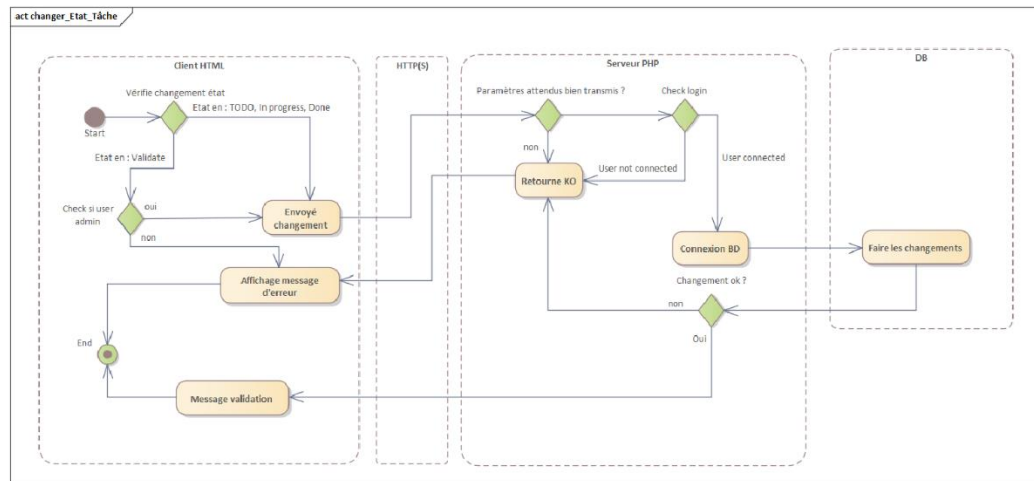 act changer_Etat_Tâche
Client HTML
HTTP(S)
Serveur PHP
DB
Vérifie changement état
Etat en : TODO, In progress, Done
Start
Etat en : Validate
Check si user
admin
oui
non
Envoyé
changement
Affichage message
d'erreur
End
Message validation
Paramètres attendus bien transmis ?
Check login
non
User not connected
User connected
Retourne KO
Connexion BD
Faire les changements
Changement ok ?
non
Oui